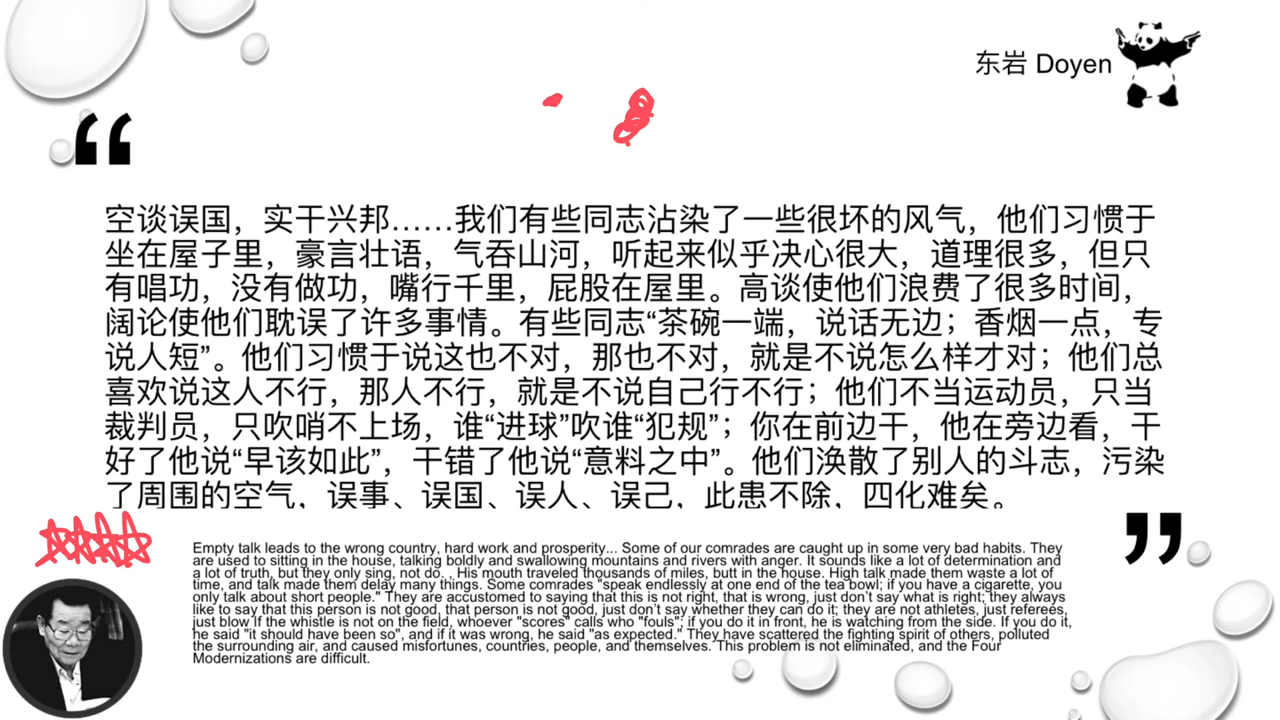 东岩 Doyen
“
空谈误国，实干兴邦……我们有些同志沾染了一些很坏的风气，他们习惯于
坐在屋子里，豪言壮语，气吞山河，听起来似乎决心很大，道理很多，但只
有唱功，没有做功，嘴行千里，屁股在屋里。高谈使他们浪费了很多时间，
阔论使他们耽误了许多事情。有些同志“茶碗一端，说话无边；香烟一点，专
说人短”。他们习惯于说这也不对，那也不对，就是不说怎么样才对；他们总
喜欢说这人不行，那人不行，就是不说自己行不行；他们不当运动员，只当
裁判员，只吹哨不上场，谁“进球”吹谁“犯规”；你在前边干，他在旁边看，干
好了他说“早该如此”，干错了他说“意料之中”。他们涣散了别人的斗志，污染
了周围的空气，误事、误国、误人、误己，此患不除，四化难矣。
”
Empty talk leads to the wrong country, hard work and prosperity... Some of our comrades are caught up in some very bad habits. They
are used to sitting in the house, talking boldly and swallowing mountains and rivers with anger. It sounds like a lot of determination and
a lot of truth, but they only sing, not do. , His mouth traveled thousands of miles, butt in the house. High talk made them waste a lot of
time, and talk made them delay many things. Some comrades "speak endlessly at one end of the tea bowl; if you have a cigarette, you
only talk about short people." They are accustomed to saying that this is not right, that is wrong, just don’t say what is right; they always
like to say that this person is not good, that person is not good, just don’t say whether they can do it; they are not athletes, just referees,
just blow If the whistle is not on the field, whoever "scores" calls who "fouls"; if you do it in front, he is watching from the side. If you do it,
he said "it should have been so", and if it was wrong, he said "as expected." They have scattered the fighting spirit of others, polluted
the surrounding air, and caused misfortunes, countries, people, and themselves. This problem is not eliminated, and the Four
Modernizations are difficult.